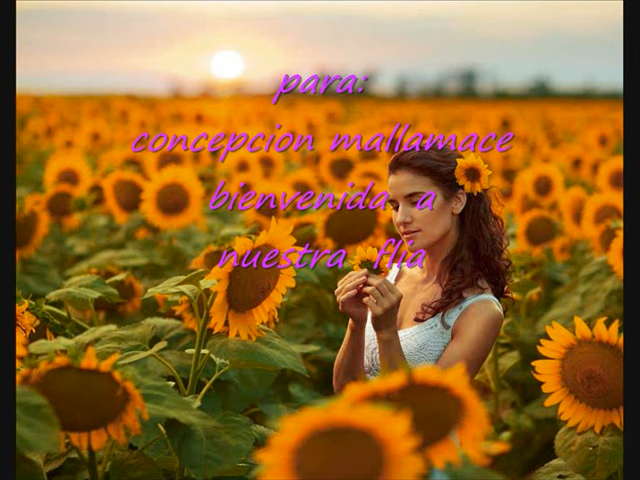 para:
concepcion mallamace
bienvenida a
nuestra flia